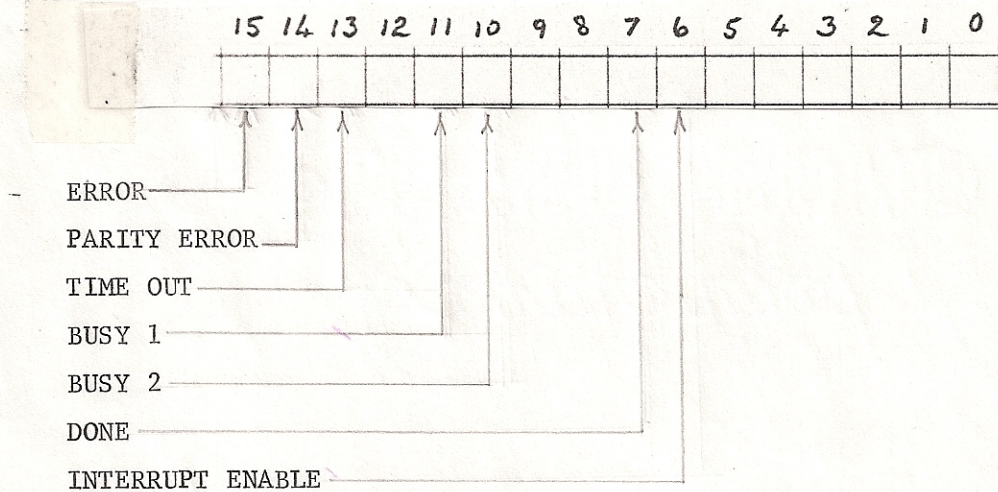 15 14 13 12 11 10 9 8 7 6 5 4 3 2 1 0
ERROR
PARITY ERROR
TIME OUT
BUSY 1
BUSY 2
DONE
INTERRUPT ENABLE